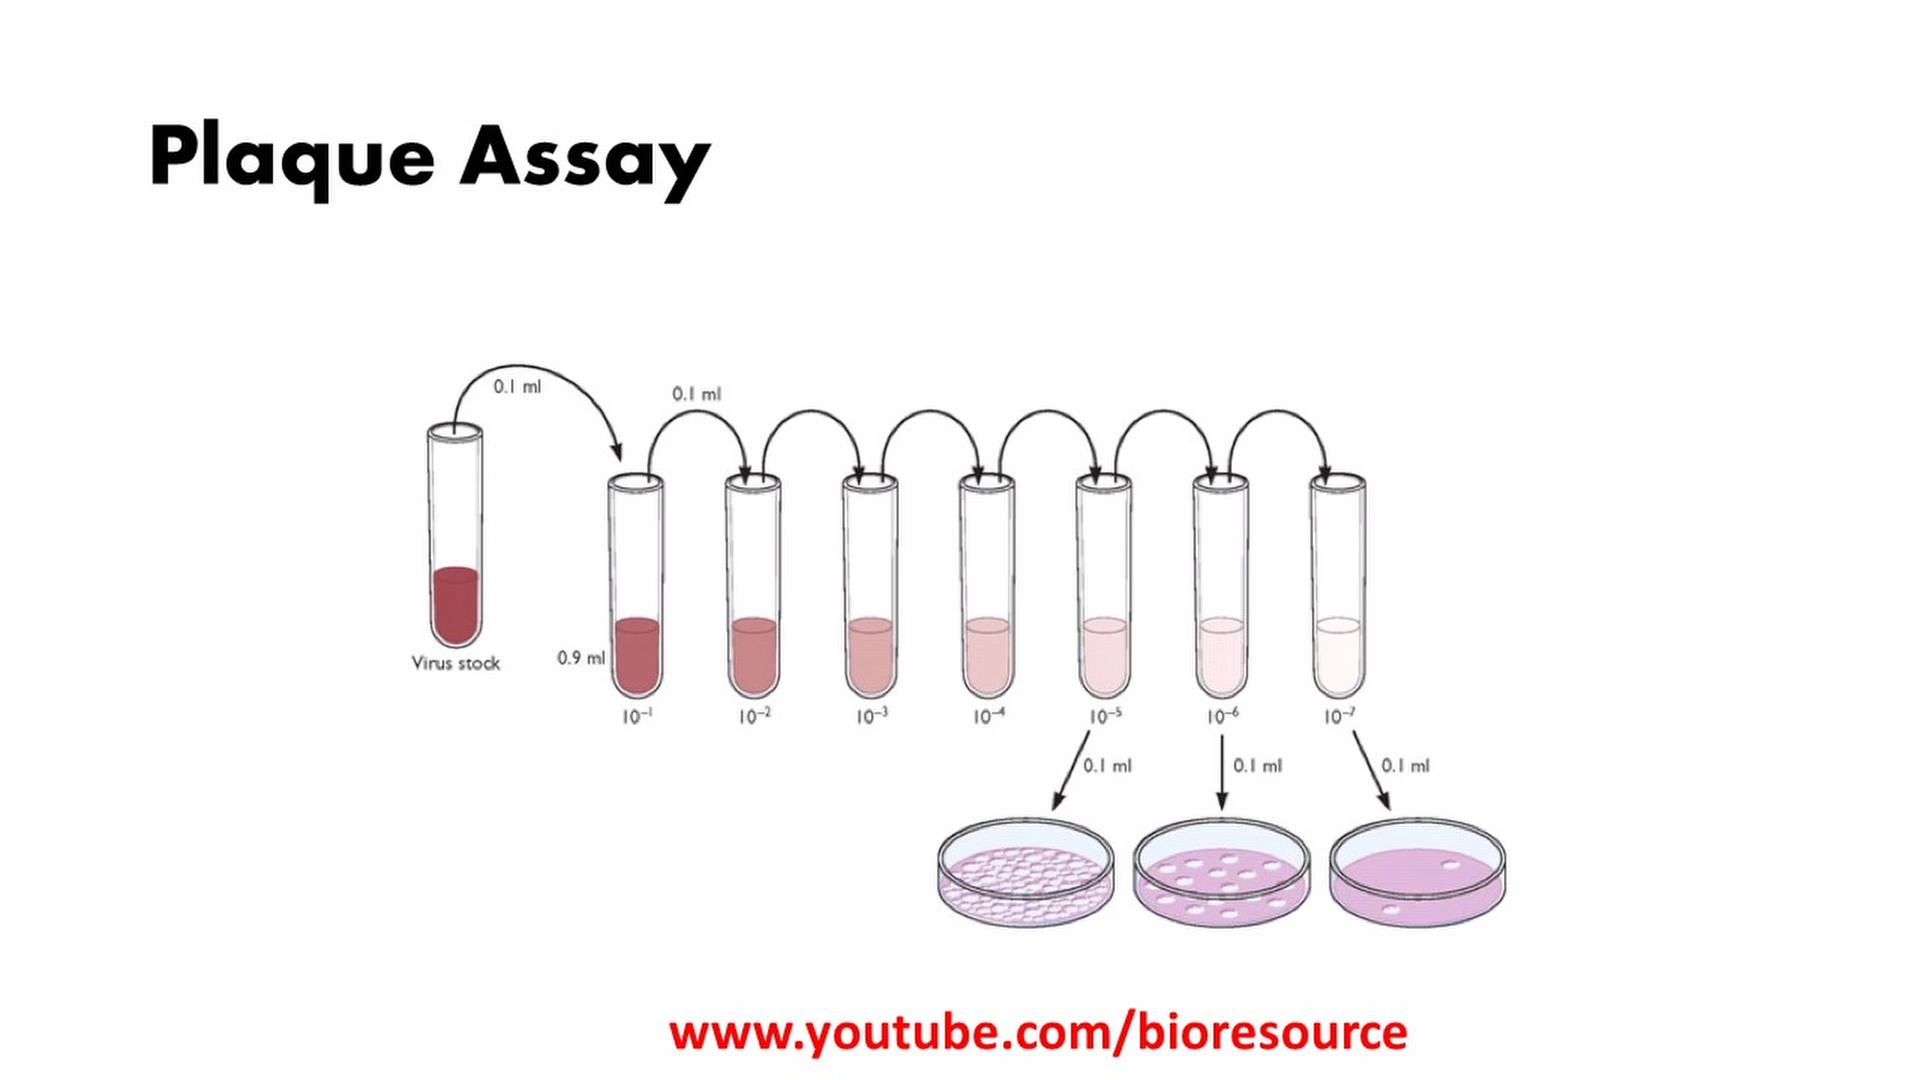 Plaque Assay
0.1 ml
0.1 ml
Virus stock
0.9 ml
10⁻¹ 10⁻² 10⁻³ 10⁻⁴ 10⁻⁵ 10⁻⁶ 10⁻⁷
0.1 ml 0.1 ml 0.1 ml
www.youtube.com/bioresource